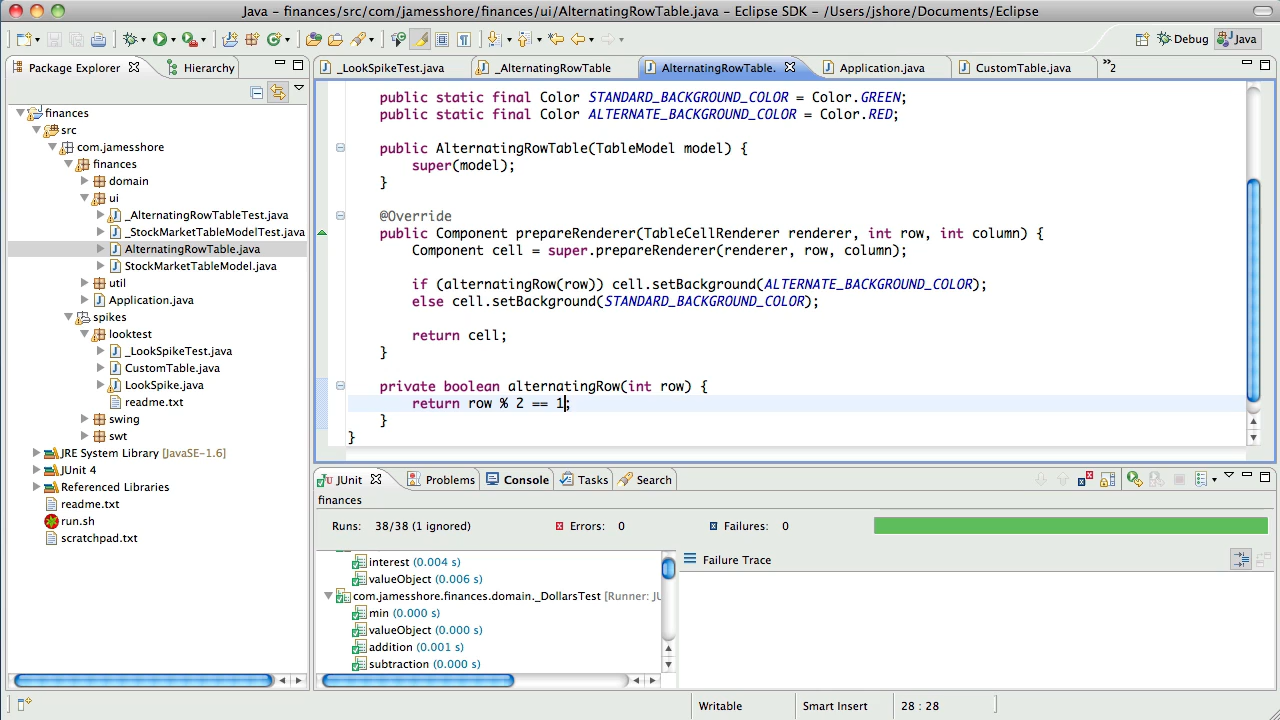 Java – finances/src/com/jamesshore/finances/ui/AlternatingRowTable.java – Eclipse SDK – /Users/jshore/Documents/Eclipse
Debug Java
Package Explorer Hierarchy
_LookSpikeTest.java _AlternatingRowTable AlternatingRowTable. Application.java CustomTable.java »2
finances
src
com.jamesshore
finances
domain
ui
_AlternatingRowTableTest.java
_StockMarketTableModelTest.java
AlternatingRowTable.java
StockMarketTableModel.java
util
Application.java
spikes
looktest
_LookSpikeTest.java
CustomTable.java
LookSpike.java
readme.txt
swing
swt
JRE System Library [JavaSE-1.6]
JUnit 4
Referenced Libraries
readme.txt
run.sh
scratchpad.txt
public static final Color STANDARD_BACKGROUND_COLOR = Color.GREEN;
public static final Color ALTERNATE_BACKGROUND_COLOR = Color.RED;
public AlternatingRowTable(TableModel model) {
super(model);
}
@Override
public Component prepareRenderer(TableCellRenderer renderer, int row, int column) {
Component cell = super.prepareRenderer(renderer, row, column);
if (alternatingRow(row)) cell.setBackground(ALTERNATE_BACKGROUND_COLOR);
else cell.setBackground(STANDARD_BACKGROUND_COLOR);
return cell;
}
private boolean alternatingRow(int row) {
return row % 2 == 1;
}
}
JUnit Problems Console Tasks Search
finances
Runs: 38/38 (1 ignored) Errors: 0 Failures: 0
interest (0.004 s)
valueObject (0.006 s)
com.jamesshore.finances.domain._DollarsTest [Runner: JU
min (0.000 s)
valueObject (0.000 s)
addition (0.001 s)
subtraction (0.000 s)
Failure Trace
Writable Smart Insert 28 : 28